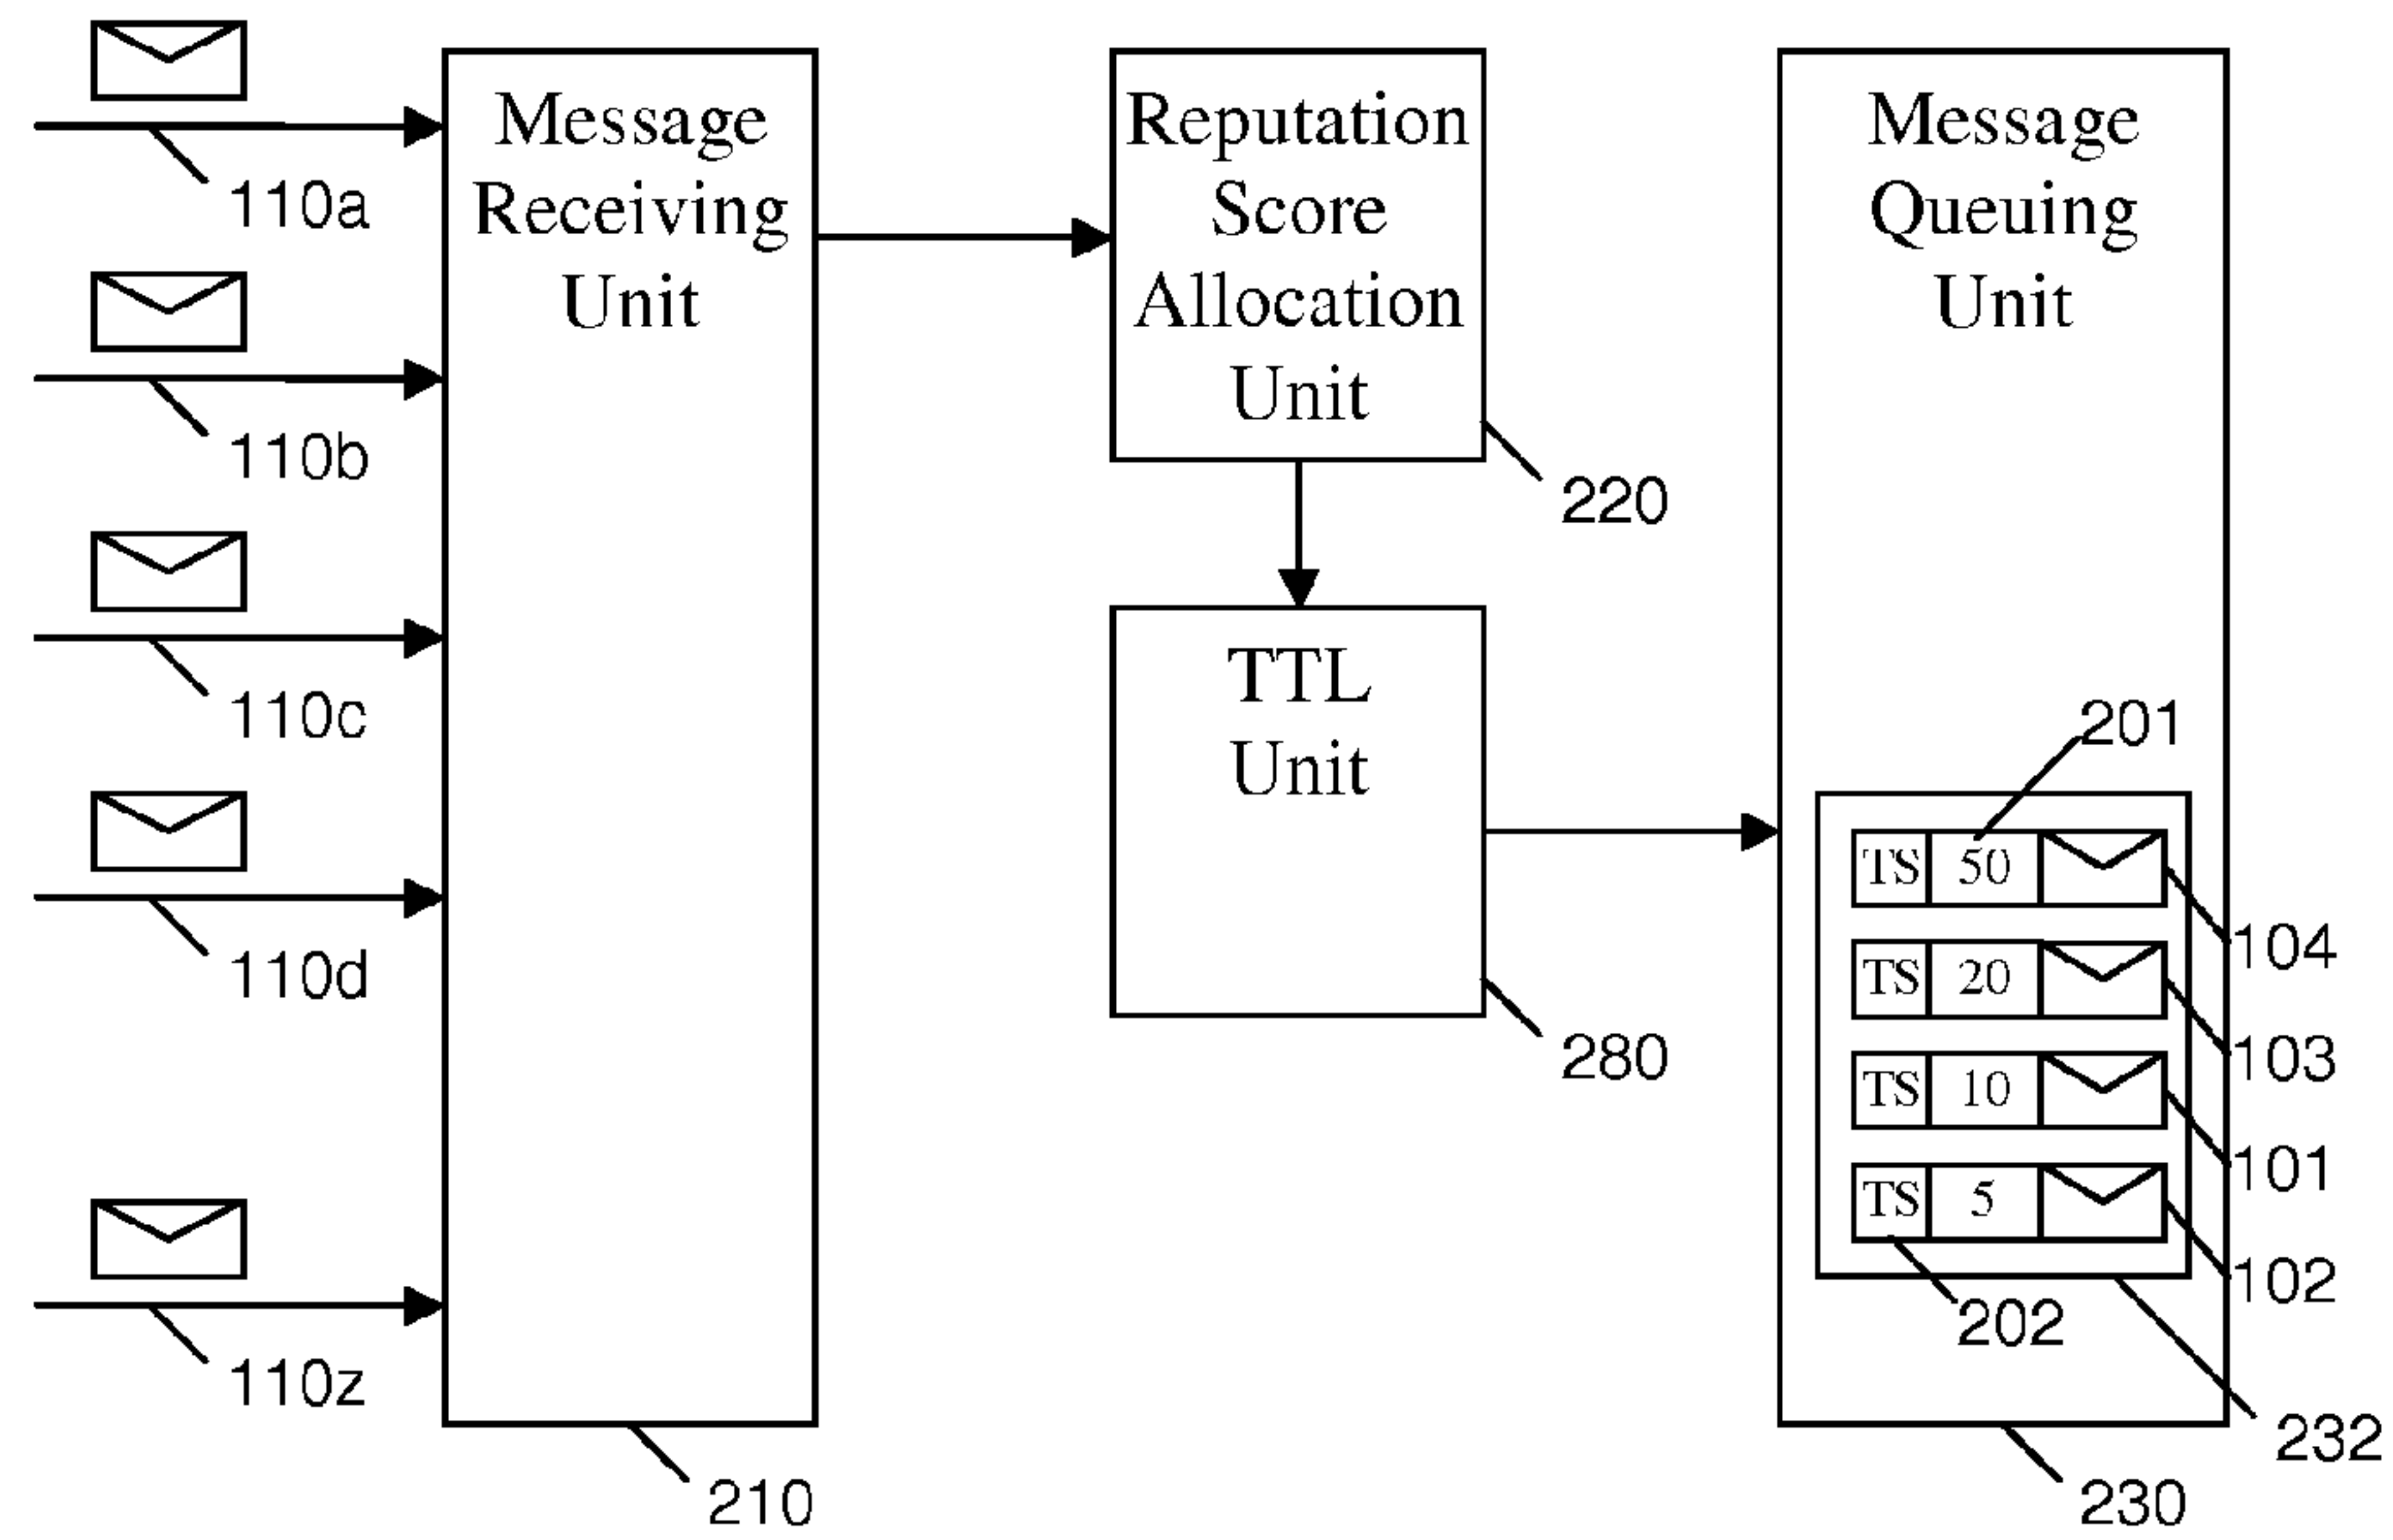 Message
Receiving
Unit
Reputation
Score
Allocation
Unit
Message
Queuing
Unit
110a
110b
220
110c
TTL
Unit
201
TS 50
104
110d
TS 20
103
280
TS 10
101
TS 5
102
202
110z
232
210
230